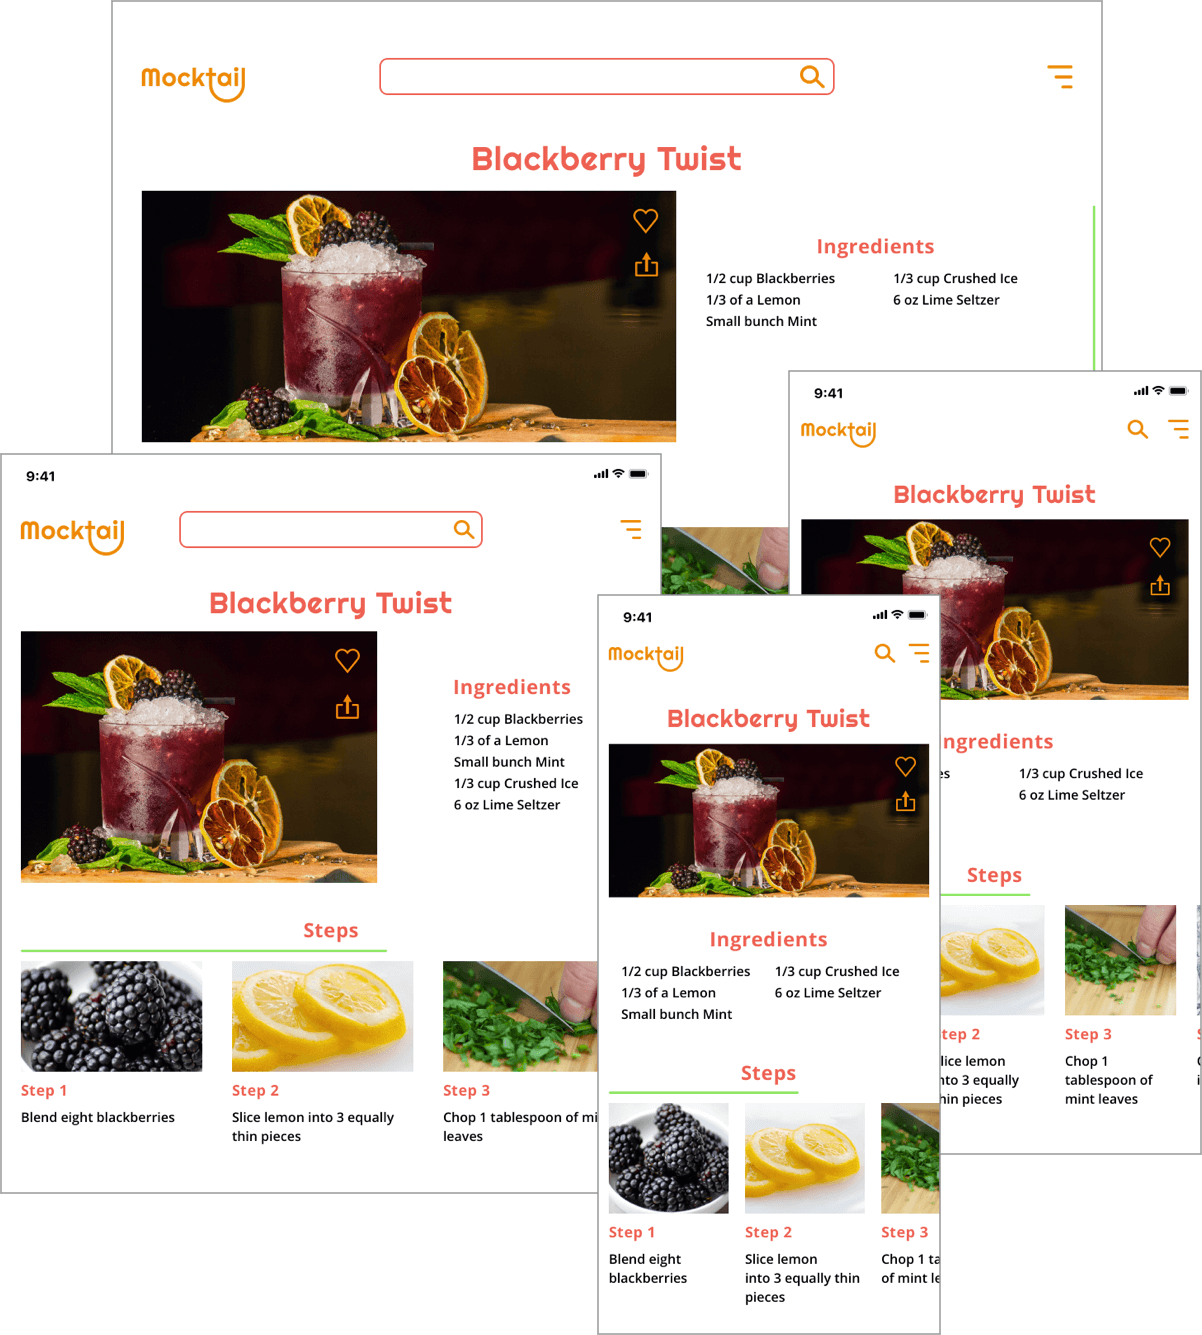 Mocktail
Blackberry Twist
Ingredients
1/2 cup Blackberries
1/3 of a Lemon
Small bunch Mint
1/3 cup Crushed Ice
6 oz Lime Seltzer
9:41
Mocktail
Blackberry Twist
ngredients
es
1/3 cup Crushed Ice
6 oz Lime Seltzer
Steps
tep 2
lice lemon
nto 3 equally
hin pieces
Step 3
Chop 1
tablespoon of
mint leaves
9:41
Mocktail
Blackberry Twist
Ingredients
1/2 cup Blackberries
1/3 of a Lemon
Small bunch Mint
1/3 cup Crushed Ice
6 oz Lime Seltzer
Steps
Step 1
Blend eight blackberries
Step 2
Slice lemon into 3 equally
thin pieces
Step 3
Chop 1 tablespoon of mi
leaves
9:41
Mocktail
Blackberry Twist
Ingredients
1/2 cup Blackberries
1/3 of a Lemon
Small bunch Mint
1/3 cup Crushed Ice
6 oz Lime Seltzer
Steps
Step 1
Blend eight
blackberries
Step 2
Slice lemon
into 3 equally thin
pieces
Step 3
Chop 1 ta
of mint le